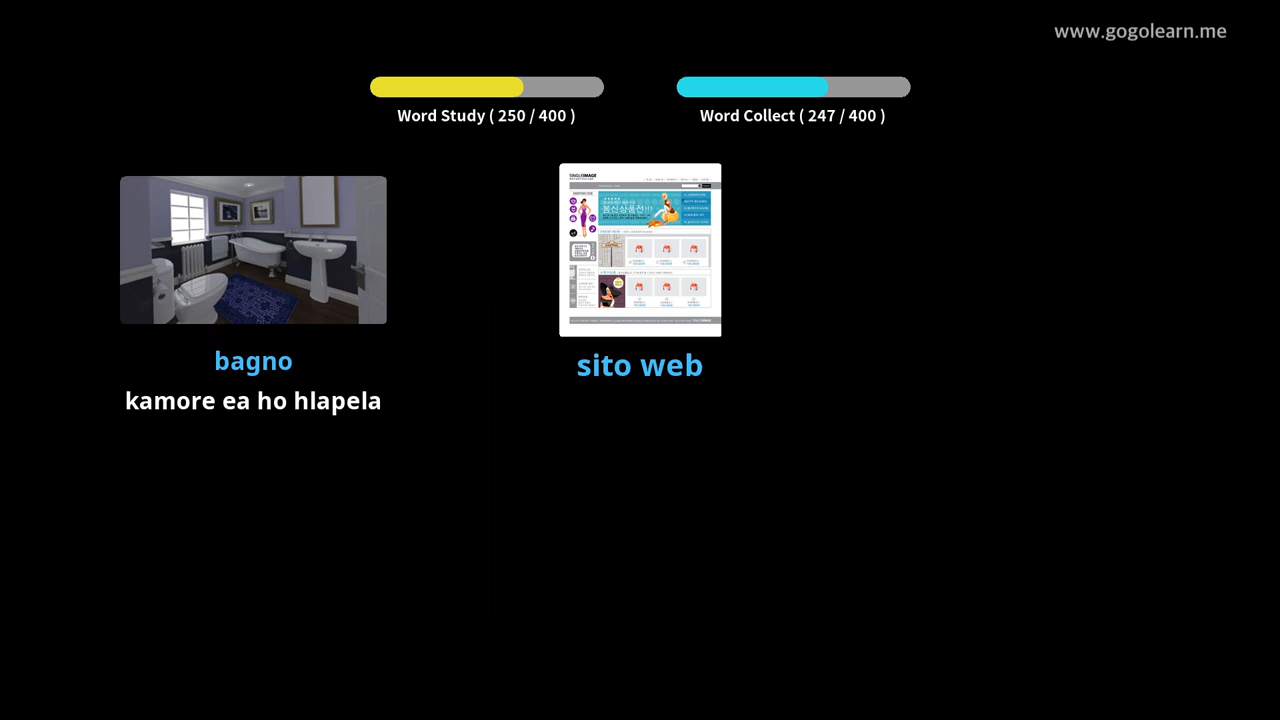 www.gogolearn.me
Word Study ( 250 / 400 )
Word Collect ( 247 / 400 )
bagno
kamore ea ho hlapela
sito web